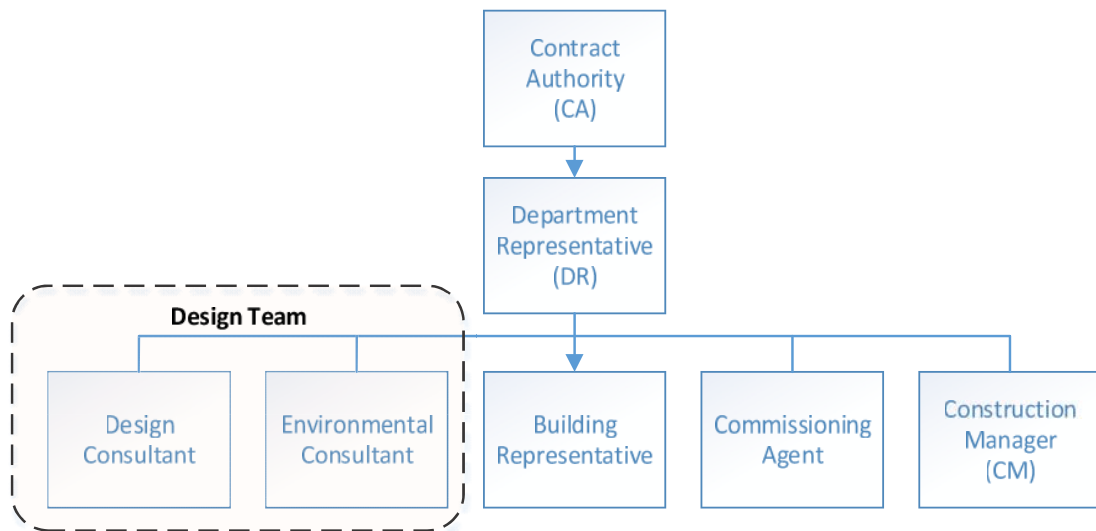 Contract
Authority
(CA)
Department
Representative
(DR)
Design Team
Design
Consultant
Environmental
Consultant
Building
Representative
Commissioning
Agent
Construction
Manager
(CM)